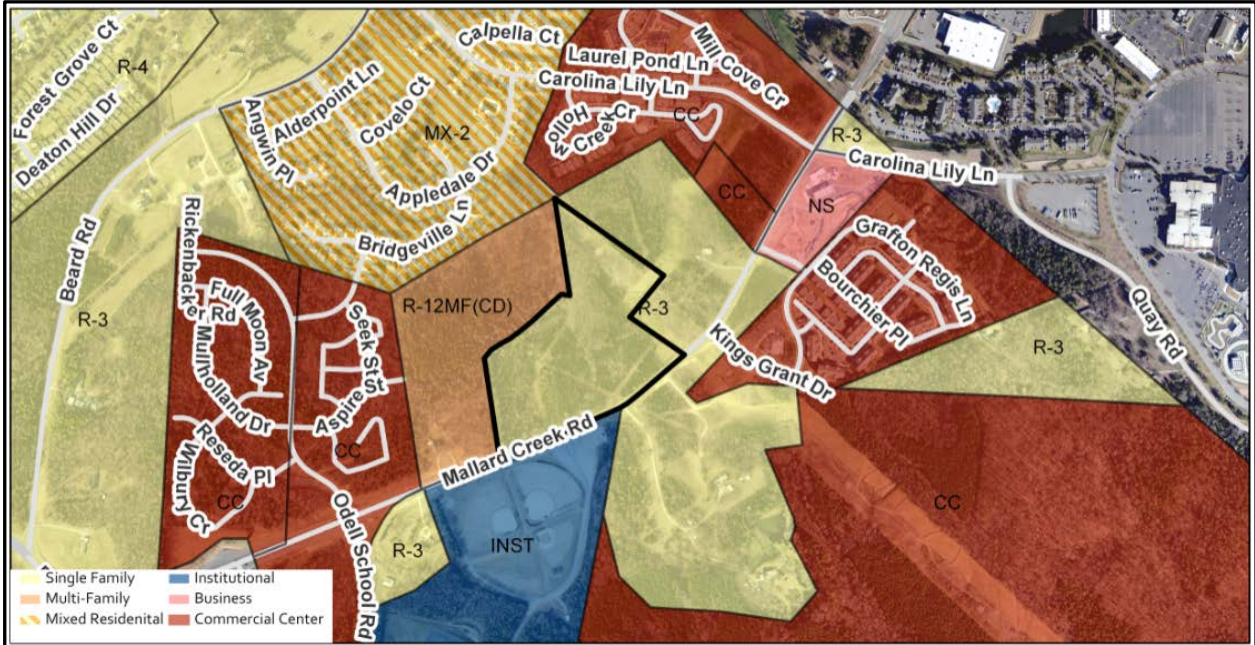 Forest Grove Ct
R-4
Deaton Hill Dr
Calpella Ct
Alderpoint Ln
Angwin Pl
Covelo Ct
MX-2
Appledale Dr
Bridgeville Ln
Laurel Pond Ln
Mill Cove Cr
Carolina Lily Ln
Hollow Creek Cr
CC
R-3
Carolina Lily Ln
CC
NS
Grafton Regis Ln
Bourchier Pl
Quay Rd
Beard Rd
R-3
Rickenbacker Rd
Full Moon Av
Mullholland Dr
Seek St
Aspire St
R-12MF(CD)
R-3
Kings Grant Dr
R-3
Reseda Pl
Wilbury Cr
CC
CC
Mallard Creek Rd
Odell School Rd
R-3
INST
CC
Single Family
Multi-Family
Mixed Residenital
Institutional
Business
Commercial Center